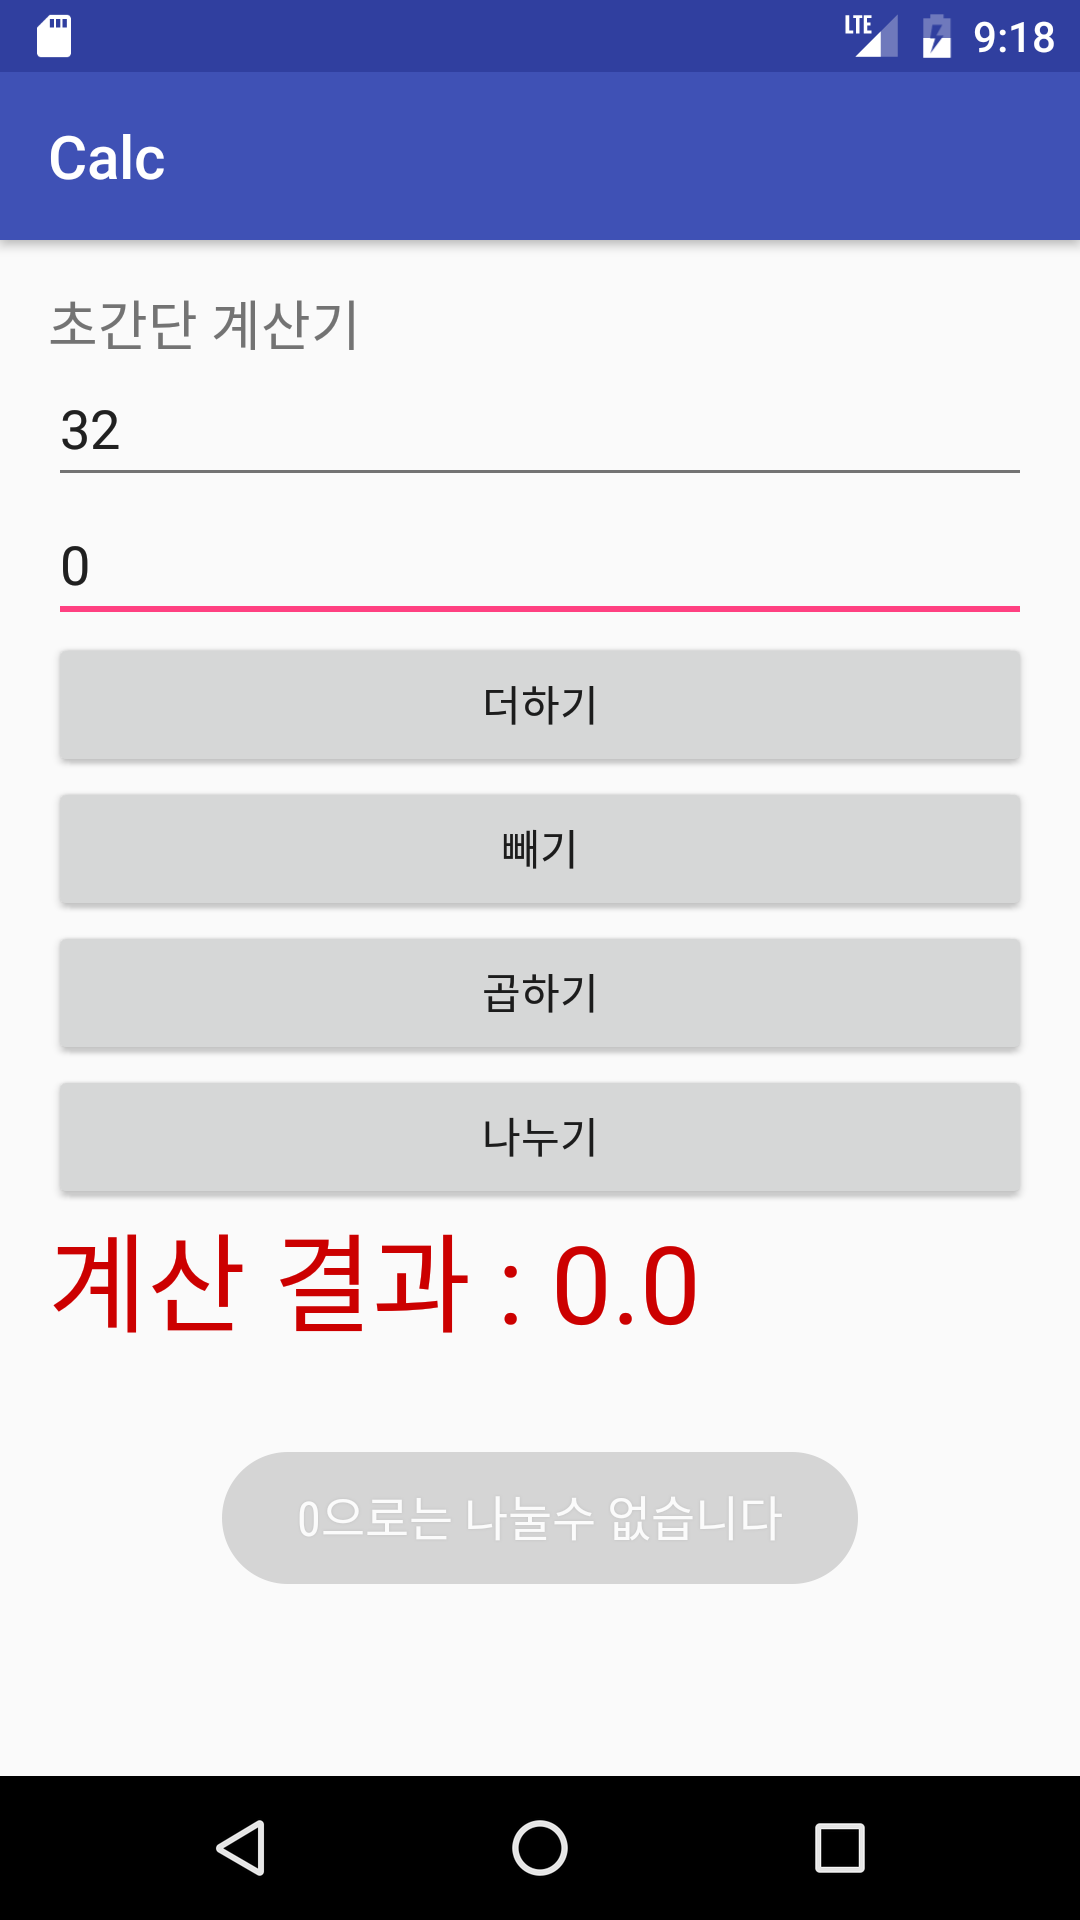 LTE 9:18
Calc
초간단 계산기
32
0
더하기
빼기
곱하기
나누기
계산 결과 : 0.0
0으로는 나눌수 없습니다